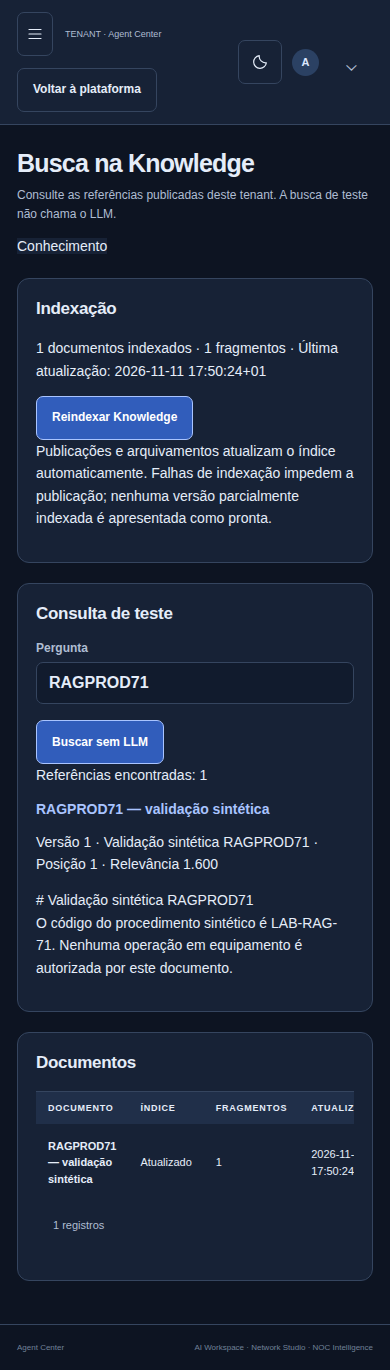 TENANT · Agent Center
Voltar à plataforma
A
Busca na Knowledge
Consulte as referências publicadas deste tenant. A busca de teste
não chama o LLM.
Conhecimento
Indexação
1 documentos indexados · 1 fragmentos · Última
atualização: 2026-11-11 17:50:24+01
Reindexar Knowledge
Publicações e arquivamentos atualizam o índice
automaticamente. Falhas de indexação impedem a
publicação; nenhuma versão parcialmente
indexada é apresentada como pronta.
Consulta de teste
Pergunta
RAGPROD71
Buscar sem LLM
Referências encontradas: 1
RAGPROD71 — validação sintética
Versão 1 · Validação sintética RAGPROD71 ·
Posição 1 · Relevância 1.600
# Validação sintética RAGPROD71
O código do procedimento sintético é LAB-RAG-
71. Nenhuma operação em equipamento é
autorizada por este documento.
Documentos
DOCUMENTO ÍNDICE FRAGMENTOS ATUALIZ
RAGPROD71
— validação
sintética
Atualizado
1
2026-11-
17:50:24
1 registros
Agent Center
AI Workspace · Network Studio · NOC Intelligence